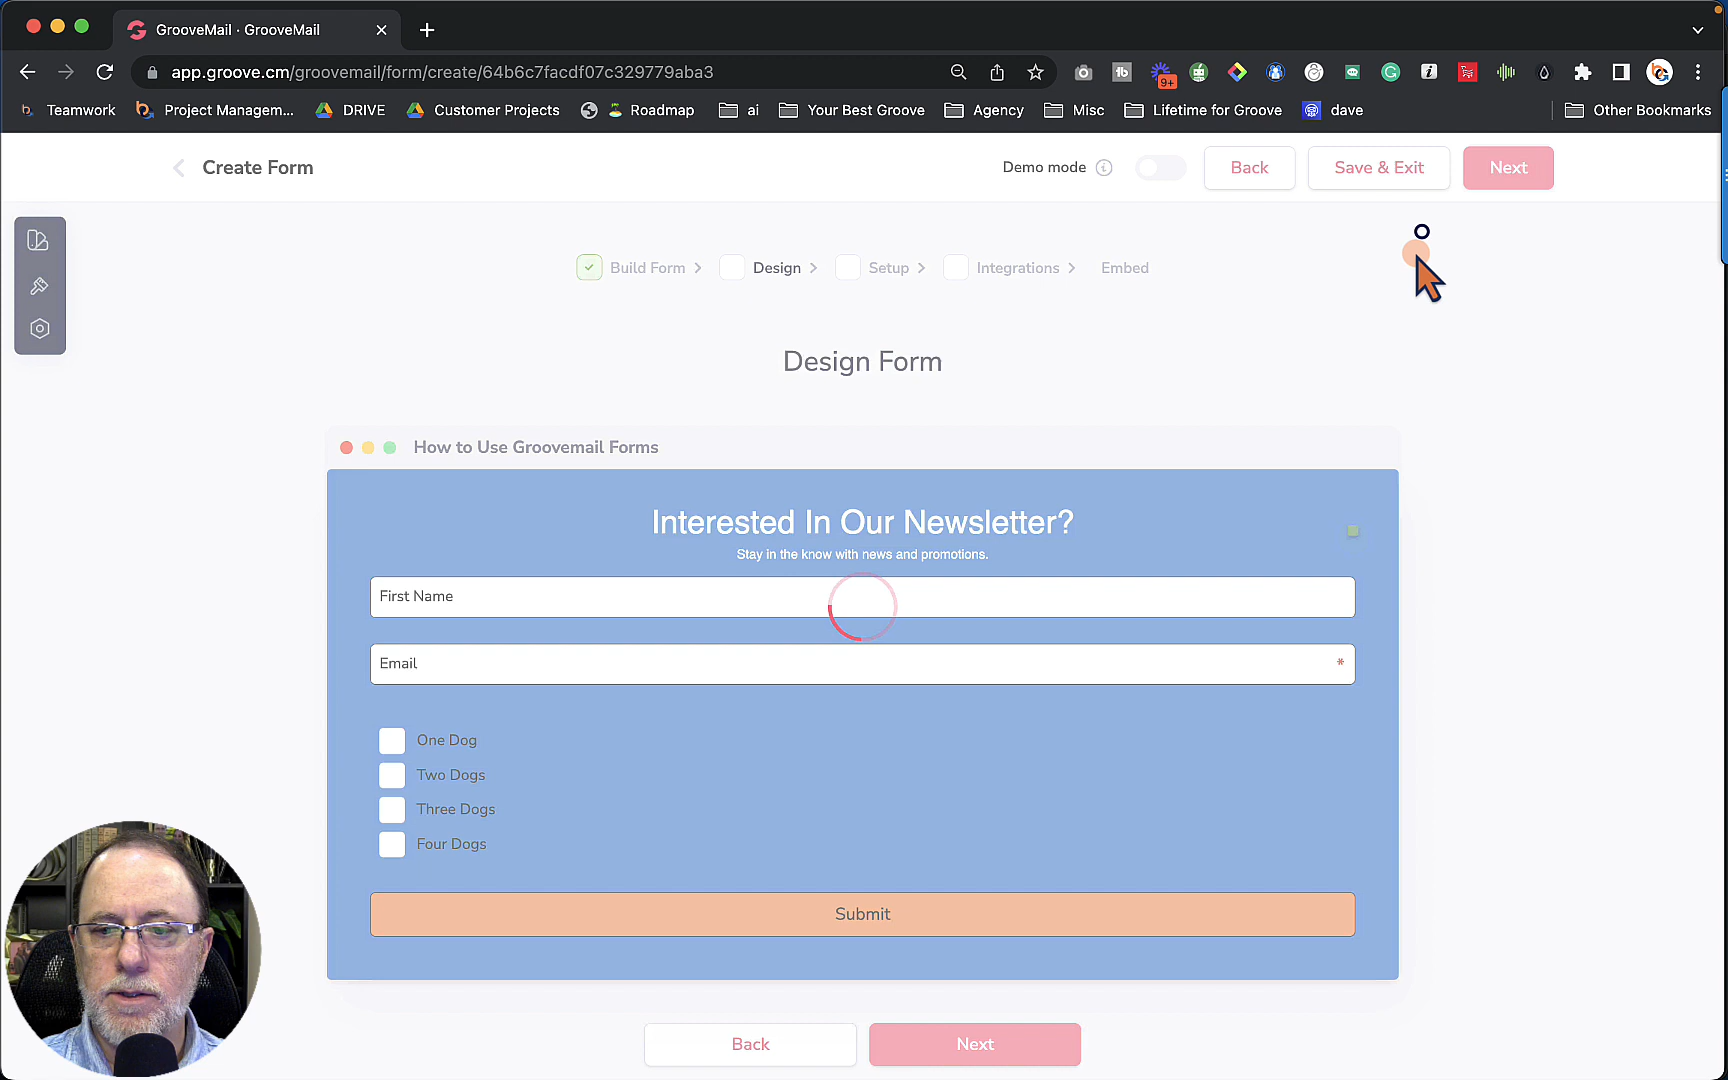 GrooveMail · GrooveMail
app.groove.cm/groovemail/form/create/64b6c7facdf07c329779aba3
9+
Teamwork
Project Managem...
DRIVE
Customer Projects
Roadmap
ai
Your Best Groove
Agency
Misc
Lifetime for Groove
dave
Other Bookmarks
Create Form
Demo mode
Back
Save & Exit
Next
Build Form
Design
Setup
Integrations
Embed
Design Form
How to Use Groovemail Forms
Interested In Our Newsletter?
Stay in the know with news and promotions.
First Name
Email *
One Dog
Two Dogs
Three Dogs
Four Dogs
Submit
Back
Next